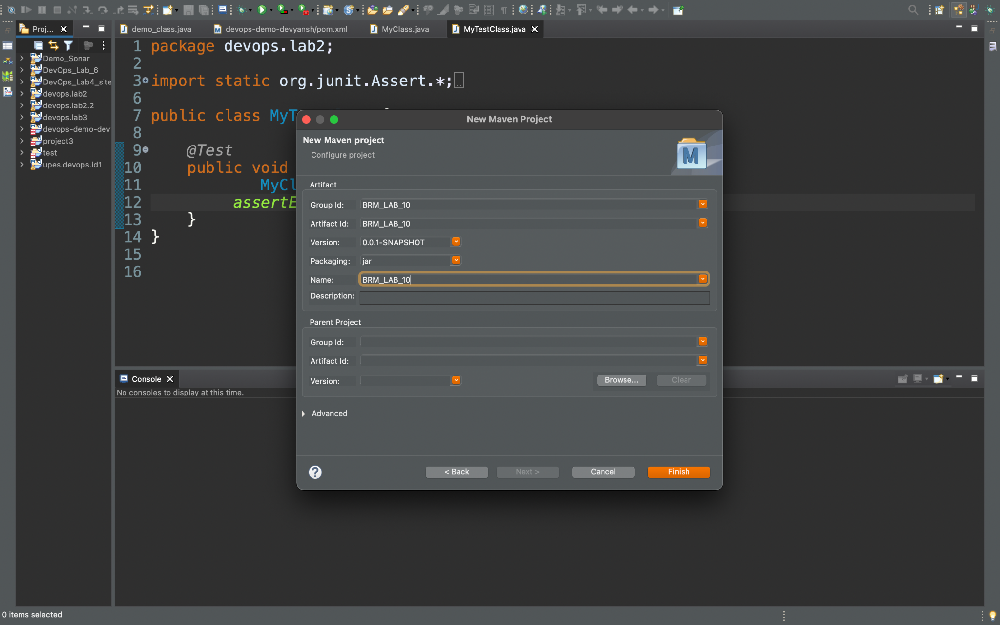 Proj...
demo_class.java
devops-demo-devyansh/pom.xml
MyClass.java
MyTestClass.java
Demo_Sonar
DevOps_Lab_6
DevOps_Lab4_site
devops.lab2
devops.lab2.2
devops.lab3
devops-demo-dev
project3
test
upes.devops.id1
1 package devops.lab2;
2
3 import static org.junit.Assert.*;
6
7 public class MyT
8
9 @Test
10 public void
11 MyCl
12 assertE
13 }
14 }
15
16
New Maven Project
New Maven project
Configure project
M
Artifact
Group Id: BRM_LAB_10
Artifact Id: BRM_LAB_10
Version: 0.0.1-SNAPSHOT
Packaging: jar
Name: BRM_LAB_10
Description:
Parent Project
Group Id:
Artifact Id:
Version:
Browse... Clear
Advanced
? < Back Next > Cancel Finish
Console
No consoles to display at this time.
0 items selected